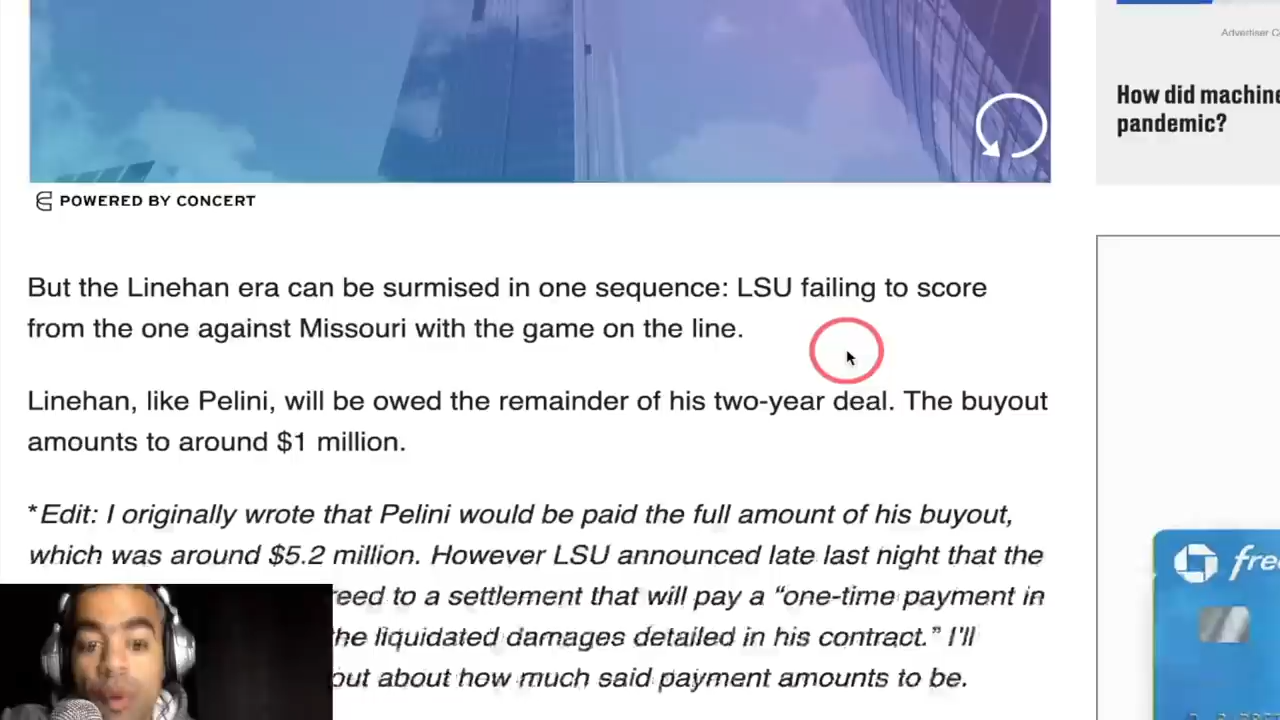 Advertiser
How did machine
pandemic?
POWERED BY CONCERT
But the Linehan era can be surmised in one sequence: LSU failing to score
from the one against Missouri with the game on the line.
Linehan, like Pelini, will be owed the remainder of his two-year deal. The buyout
amounts to around $1 million.
*Edit: I originally wrote that Pelini would be paid the full amount of his buyout,
which was around $5.2 million. However LSU announced late last night that the
reed to a settlement that will pay a “one-time payment in
the liquidated damages detailed in his contract.” I'll
out about how much said payment amounts to be.
free